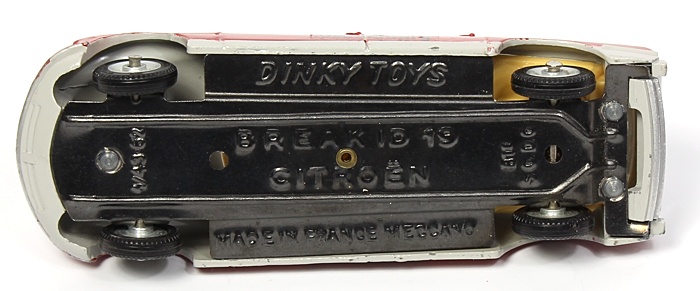 DINKY TOYS
BREAK ID 19
CITROËN
MADE IN FRANCE MECCANO